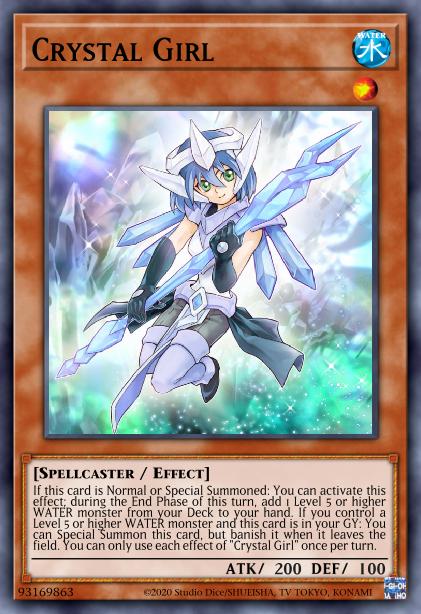 Crystal Girl
WATER
水
[Spellcaster / Effect]
If this card is Normal or Special Summoned: You can activate this
effect; during the End Phase of this turn, add 1 Level 5 or higher
WATER monster from your Deck to your hand. If you control a
Level 5 or higher WATER monster and this card is in your GY: You
can Special Summon this card, but banish it when it leaves the
field. You can only use each effect of "Crystal Girl" once per turn.
ATK/ 200 DEF/ 100
93169863
©2020 Studio Dice/SHUEISHA, TV TOKYO, KONAMI